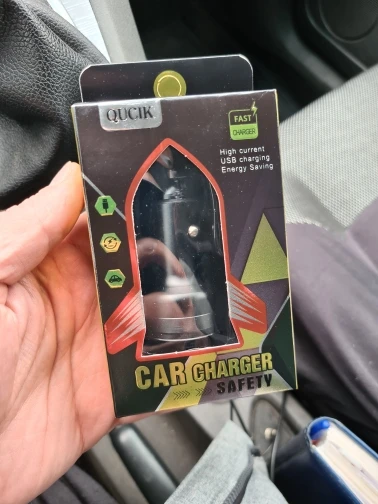 QUCIK
FAST
CHARGER
High current
USB charging
Energy Saving
CAR CHARGER
SAFETY